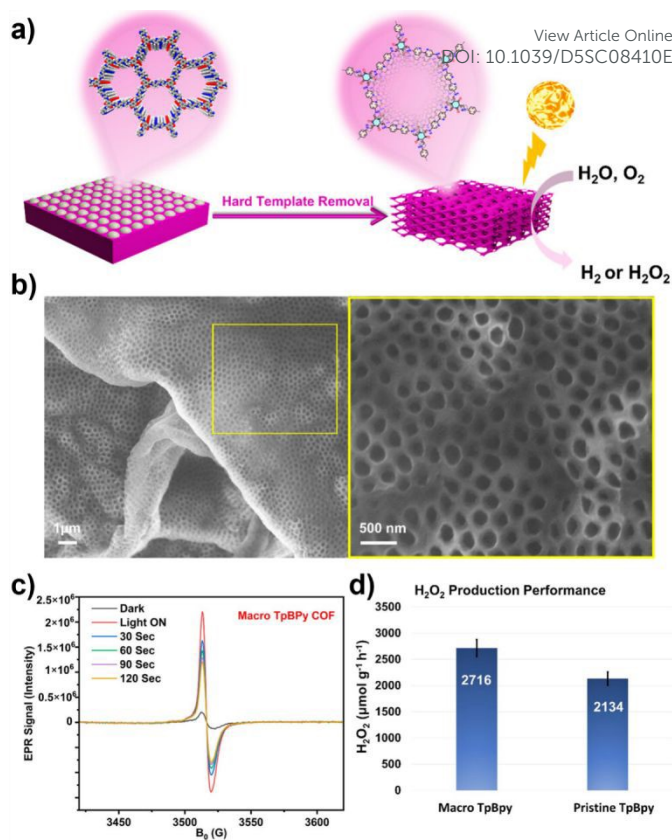 a)
View Article Online
DOI: 10.1039/D5SC08410E
H₂O, O₂
Hard Template Removal
H₂ or H₂O₂
b)
1μm
500 nm
c)
2.5×10⁶
2×10⁶
1.5×10⁶
1×10⁶
5×10⁵
0
EPR Signal (Intensity)
Dark
Light ON
30 Sec
60 Sec
90 Sec
120 Sec
Macro TpBPy COF
3450
3500
3550
3600
B₀ (G)
d)
H₂O₂ Production Performance
3500
3000
2500
2000
1500
1000
500
0
H₂O₂ (μmol g⁻¹ h⁻¹)
2716
2134
Macro TpBpy
Pristine TpBpy